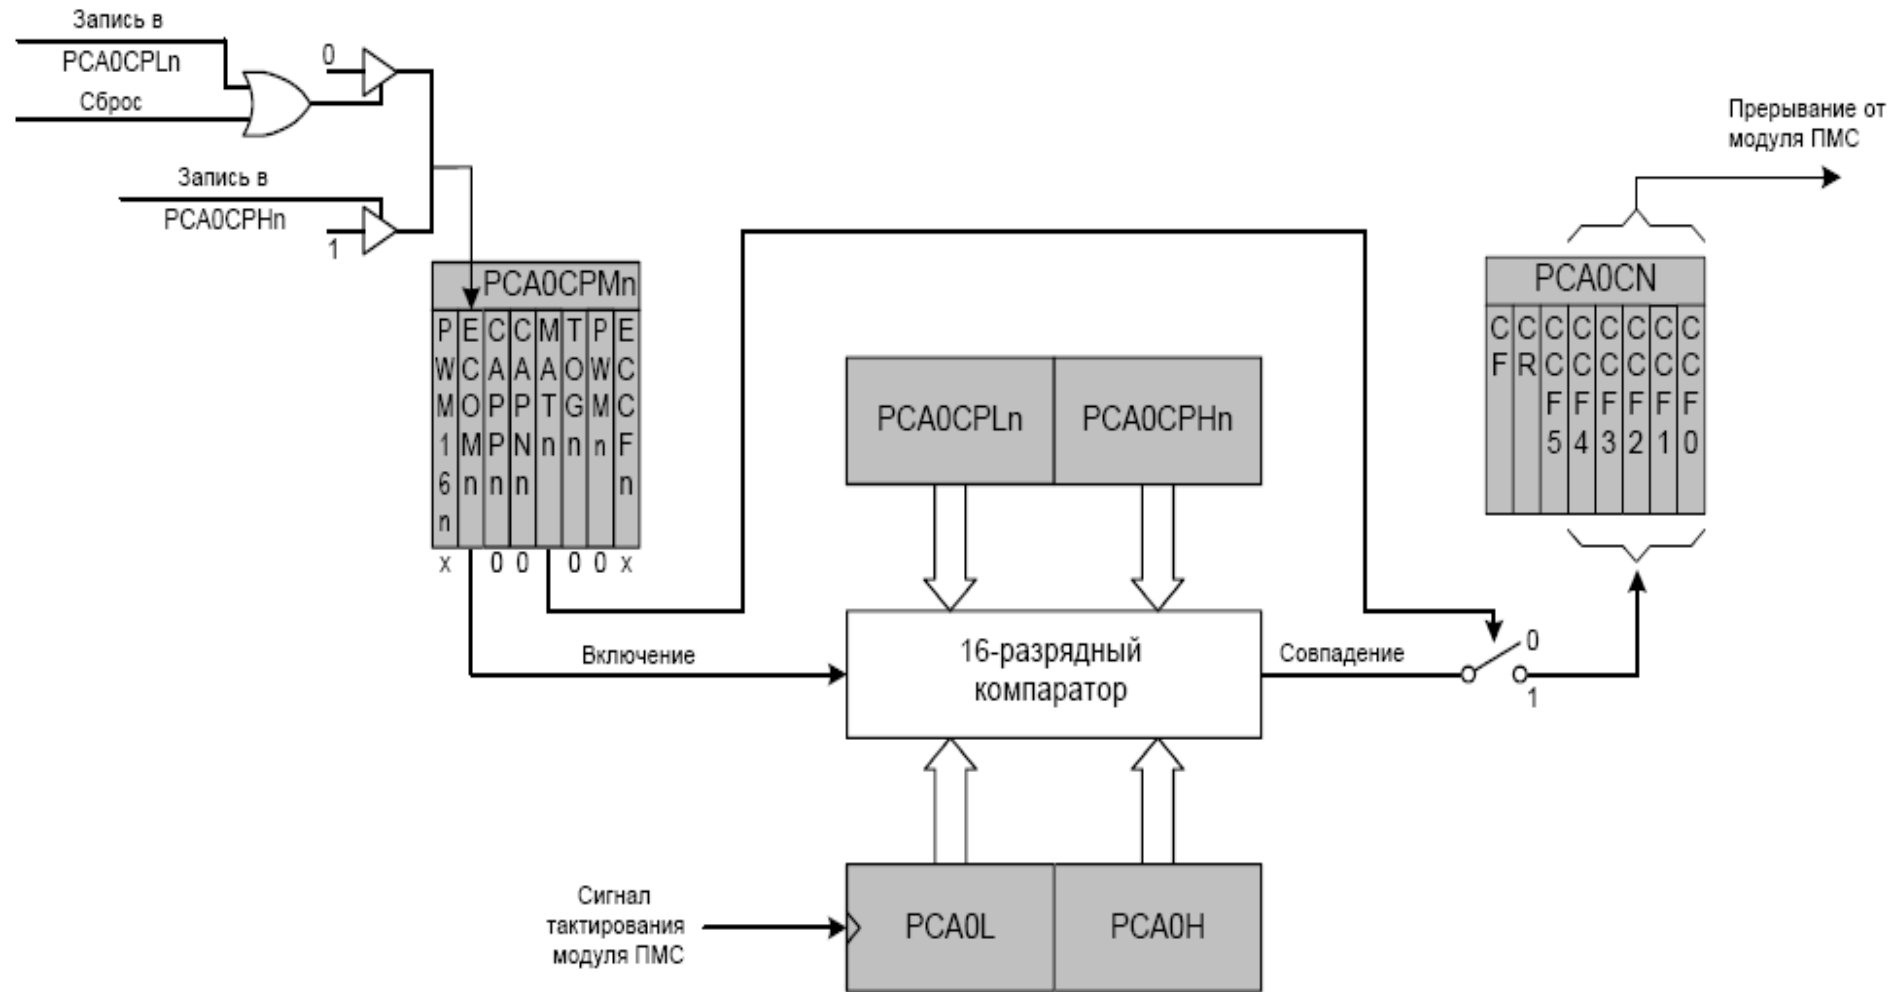 Запись в
PCA0CPLn
Сброс
0
Запись в
PCA0CPHn
1
Прерывание от
модуля ПМС
PCA0CPMn
PWM16n
ECOMn
CAPPn
CAPNn
MATn
TOGn
PWMn
ECCFn
x
0
0
0
0
x
PCA0CN
CF
CR
CCF5
CCF4
CCF3
CCF2
CCF1
CCF0
PCA0CPLn
PCA0CPHn
Включение
16-разрядный
компаратор
Совпадение
0
1
Сигнал
тактирования
модуля ПМС
PCA0L
PCA0H